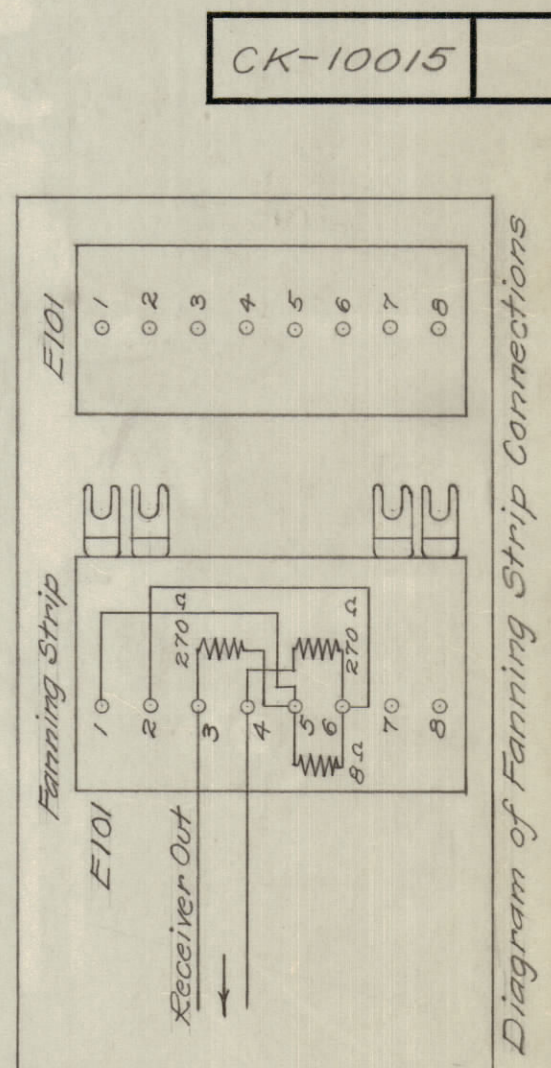 CK-10015
E101
1 2 3 4 5 6 7 8
Fanning Strip
E101
1 2 3 4 5 6 7 8
270 Ω
270 Ω
8 Ω
Receiver Out
Diagram of Fanning Strip Connections